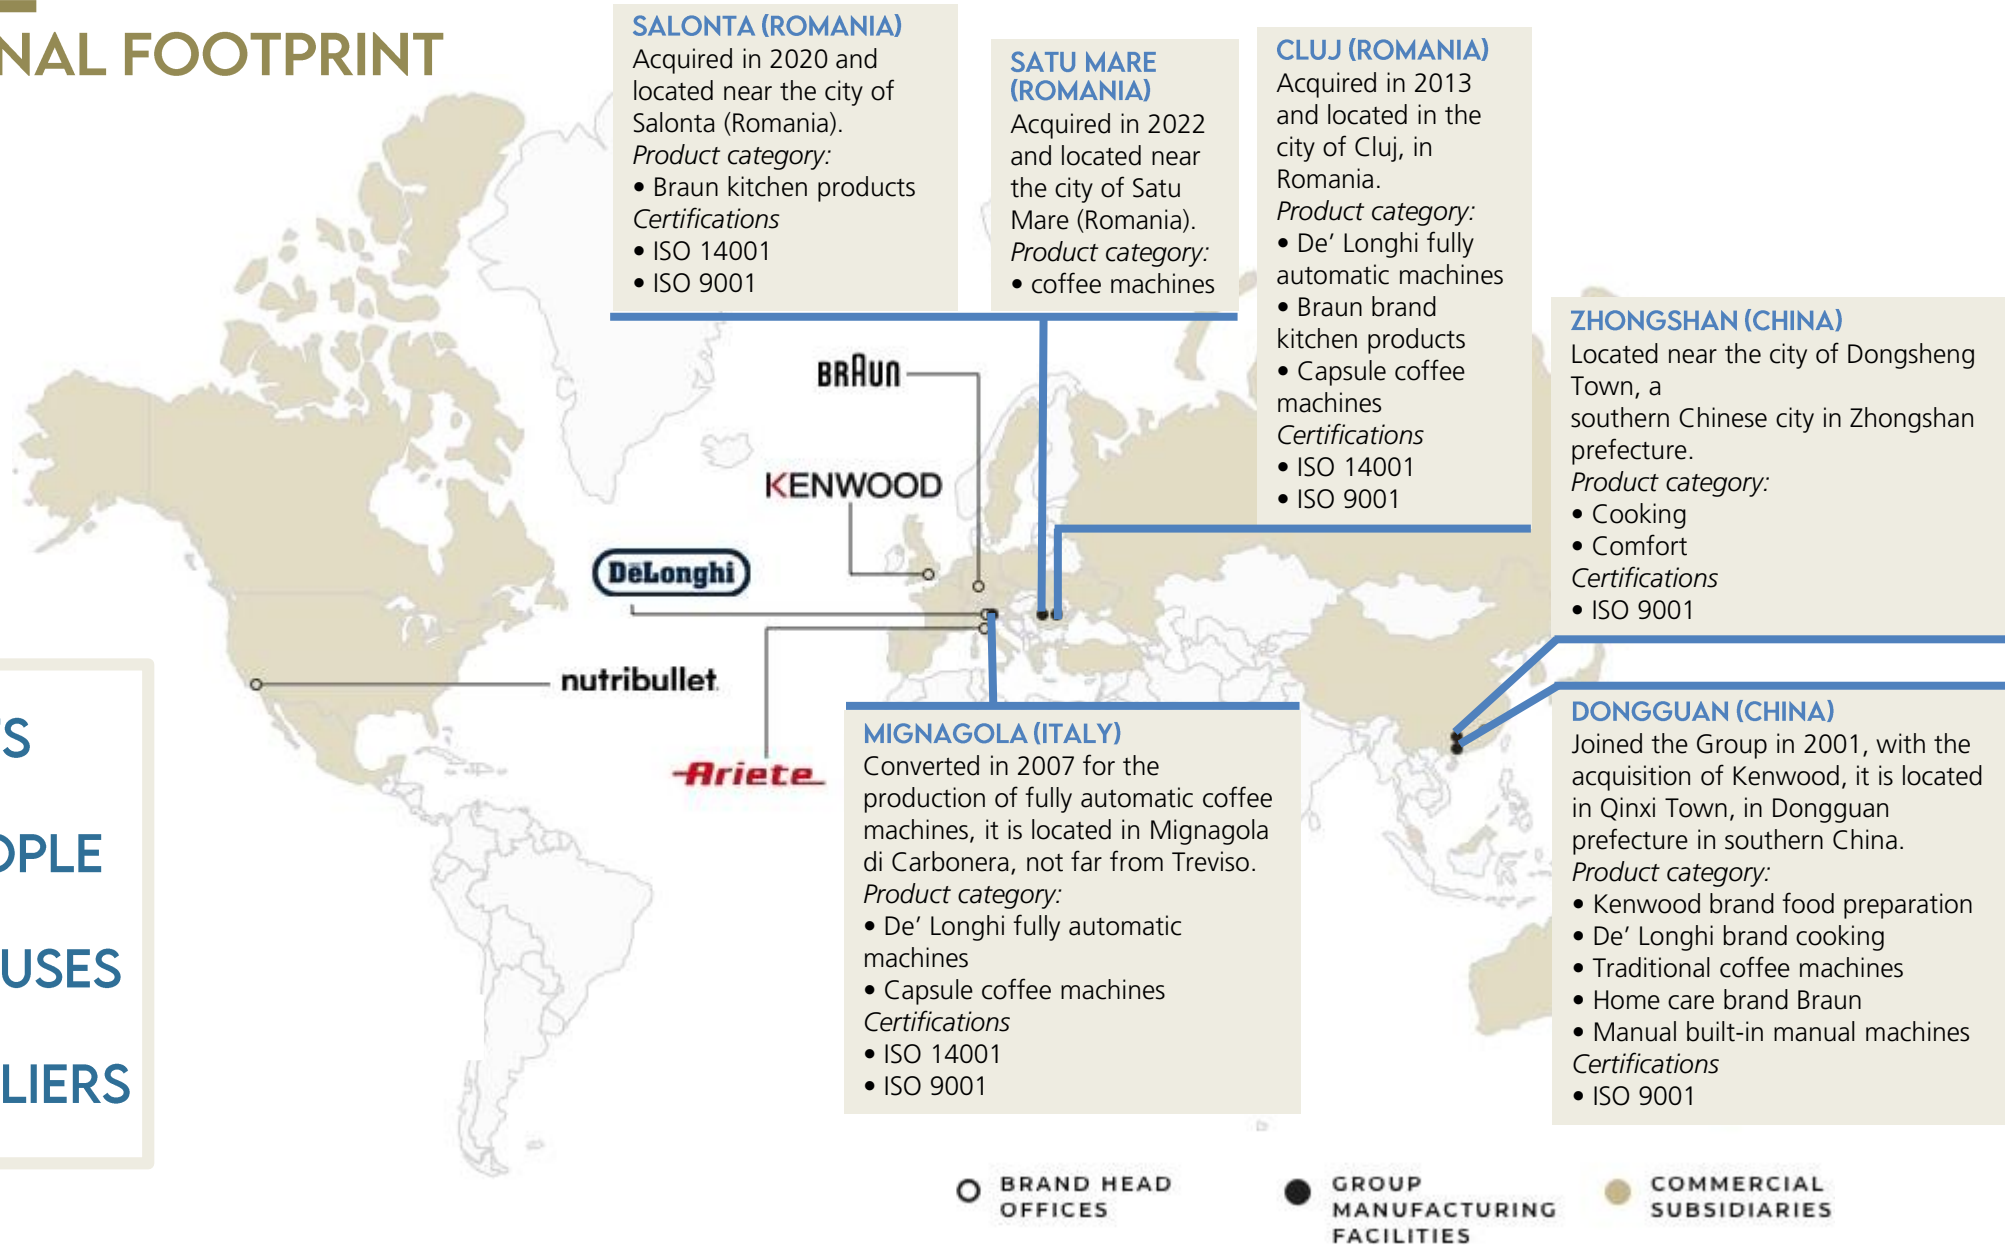 NAL FOOTPRINT
SALONTA (ROMANIA)
Acquired in 2020 and
located near the city of
Salonta (Romania).
Product category:
• Braun kitchen products
Certifications
• ISO 14001
• ISO 9001
SATU MARE
(ROMANIA)
Acquired in 2022
and located near
the city of Satu
Mare (Romania).
Product category:
• coffee machines
CLUJ (ROMANIA)
Acquired in 2013
and located in the
city of Cluj, in
Romania.
Product category:
• De’ Longhi fully
automatic machines
• Braun brand
kitchen products
• Capsule coffee
machines
Certifications
• ISO 14001
• ISO 9001
ZHONGSHAN (CHINA)
Located near the city of Dongsheng
Town, a
southern Chinese city in Zhongshan
prefecture.
Product category:
• Cooking
• Comfort
Certifications
• ISO 9001
BRAUN
KENWOOD
DeLonghi
nutribullet.
Ariete
TS
OPLE
USES
LIERS
MIGNAGOLA (ITALY)
Converted in 2007 for the
production of fully automatic coffee
machines, it is located in Mignagola
di Carbonera, not far from Treviso.
Product category:
• De’ Longhi fully automatic
machines
• Capsule coffee machines
Certifications
• ISO 14001
• ISO 9001
DONGGUAN (CHINA)
Joined the Group in 2001, with the
acquisition of Kenwood, it is located
in Qinxi Town, in Dongguan
prefecture in southern China.
Product category:
• Kenwood brand food preparation
• De’ Longhi brand cooking
• Traditional coffee machines
• Home care brand Braun
• Manual built-in manual machines
Certifications
• ISO 9001
BRAND HEAD
OFFICES
GROUP
MANUFACTURING
FACILITIES
COMMERCIAL
SUBSIDIARIES